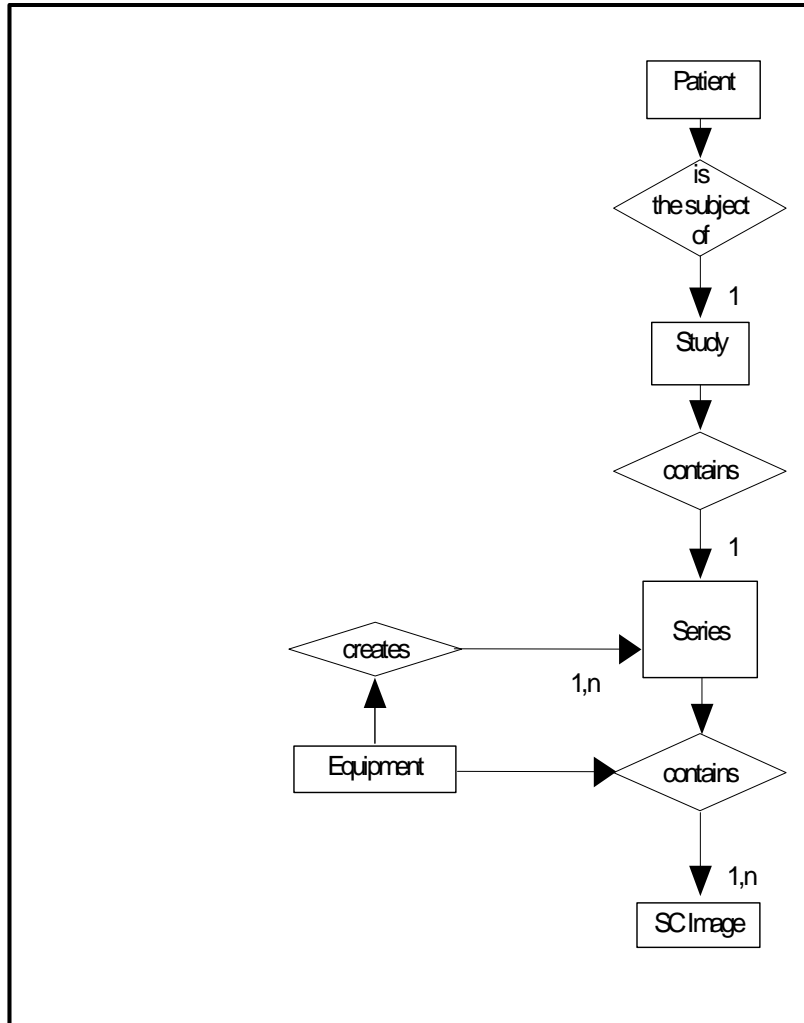 Patient
is
the subject
of
1
Study
contains
1
Series
creates
1,n
Equipment
contains
1,n
SC Image